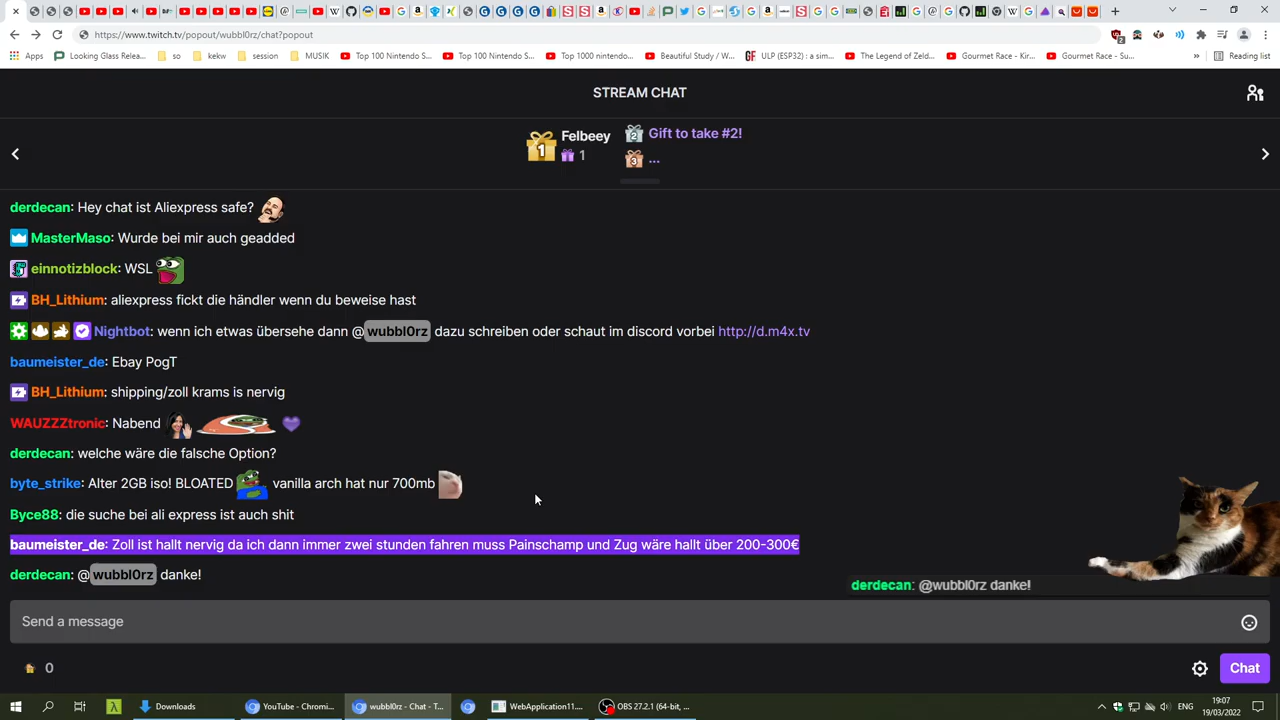 https://www.twitch.tv/popout/wubbl0rz/chat?popout
Apps
Looking Glass Relea...
so
kekw
session
MUSIK
Top 100 Nintendo S...
Top 100 Nintendo S...
Top 1000 nintendo...
Beautiful Study / W...
ULP (ESP32) : a sim...
The Legend of Zeld...
Gourmet Race - Kir...
Gourmet Race - Su...
Reading list
STREAM CHAT
1 Felbeey
1
2 Gift to take #2!
3 ...
derdecan: Hey chat ist Aliexpress safe?
MasterMaso: Wurde bei mir auch geadded
einnotizblock: WSL
BH_Lithium: aliexpress fickt die händler wenn du beweise hast
Nightbot: wenn ich etwas übersehe dann @wubbl0rz dazu schreiben oder schaut im discord vorbei http://d.m4x.tv
baumeister_de: Ebay PogT
BH_Lithium: shipping/zoll krams is nervig
WAUZZZtronic: Nabend
derdecan: welche wäre die falsche Option?
byte_strike: Alter 2GB iso! BLOATED vanilla arch hat nur 700mb
Byce88: die suche bei ali express ist auch shit
baumeister_de: Zoll ist hallt nervig da ich dann immer zwei stunden fahren muss Painschamp und Zug wäre hallt über 200-300€
derdecan: @wubbl0rz danke!
derdecan: @wubbl0rz danke!
Send a message
0
Chat
Downloads
YouTube - Chromi...
wubbl0rz - Chat - T...
WebApplication11...
OBS 27.2.1 (64-bit, ...
ENG
19:07
19/03/2022